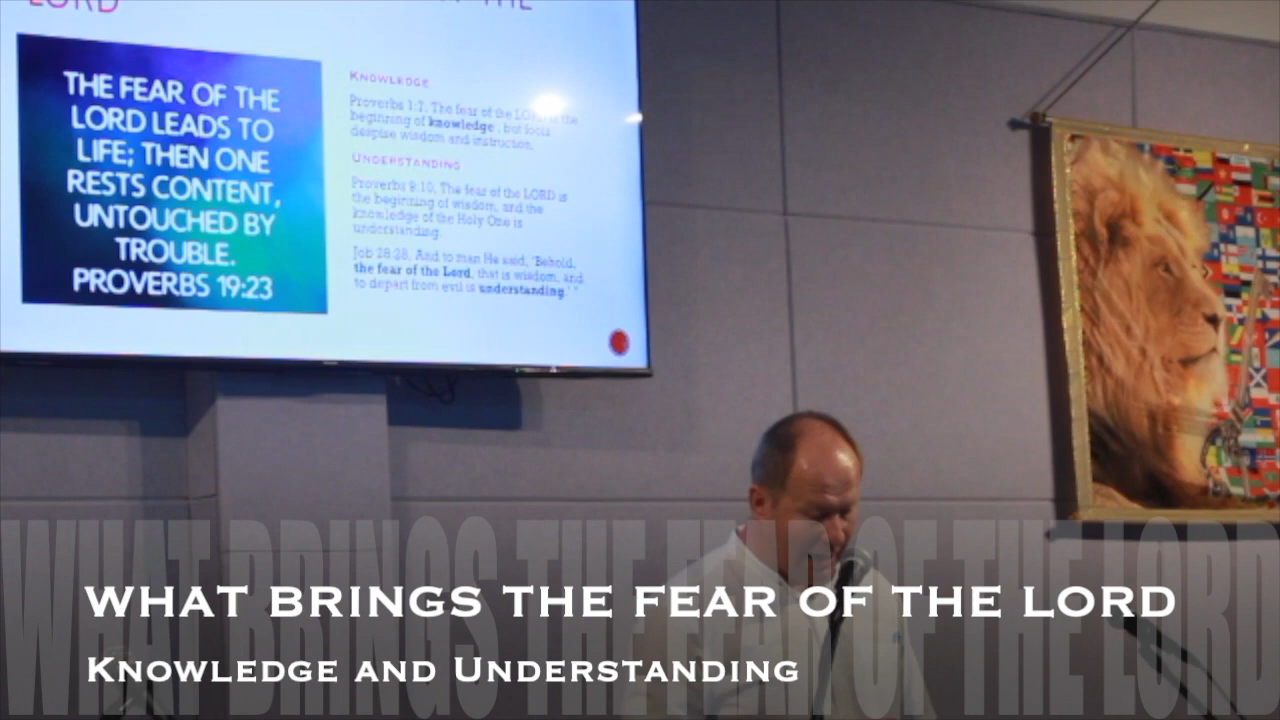 LORD
THE
THE FEAR OF THE
LORD LEADS TO
LIFE; THEN ONE
RESTS CONTENT,
UNTOUCHED BY
TROUBLE.
PROVERBS 19:23
KNOWLEDGE
Proverbs 1:7, The fear of the LORD is the
beginning of knowledge , but fools
despise wisdom and instruction.
UNDERSTANDING
Proverbs 9:10, The fear of the LORD is
the beginning of wisdom, and the
knowledge of the Holy One is
understanding.
Job 28:28, And to man He said, 'Behold,
the fear of the Lord, that is wisdom, and
to depart from evil is understanding.' "
WHAT BRINGS THE FEAR OF THE LORD
WHAT BRINGS THE FEAR OF THE LORD
KNOWLEDGE AND UNDERSTANDING